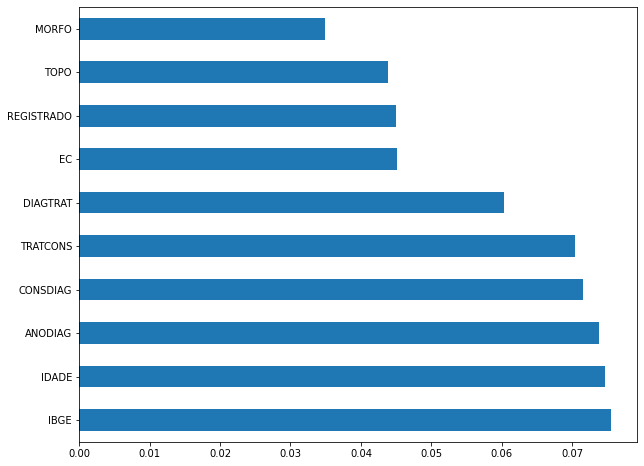 MORFO
TOPO
REGISTRADO
EC
DIAGTRAT
TRATCONS
CONSDIAG
ANODIAG
IDADE
IBGE
0.00 0.01 0.02 0.03 0.04 0.05 0.06 0.07